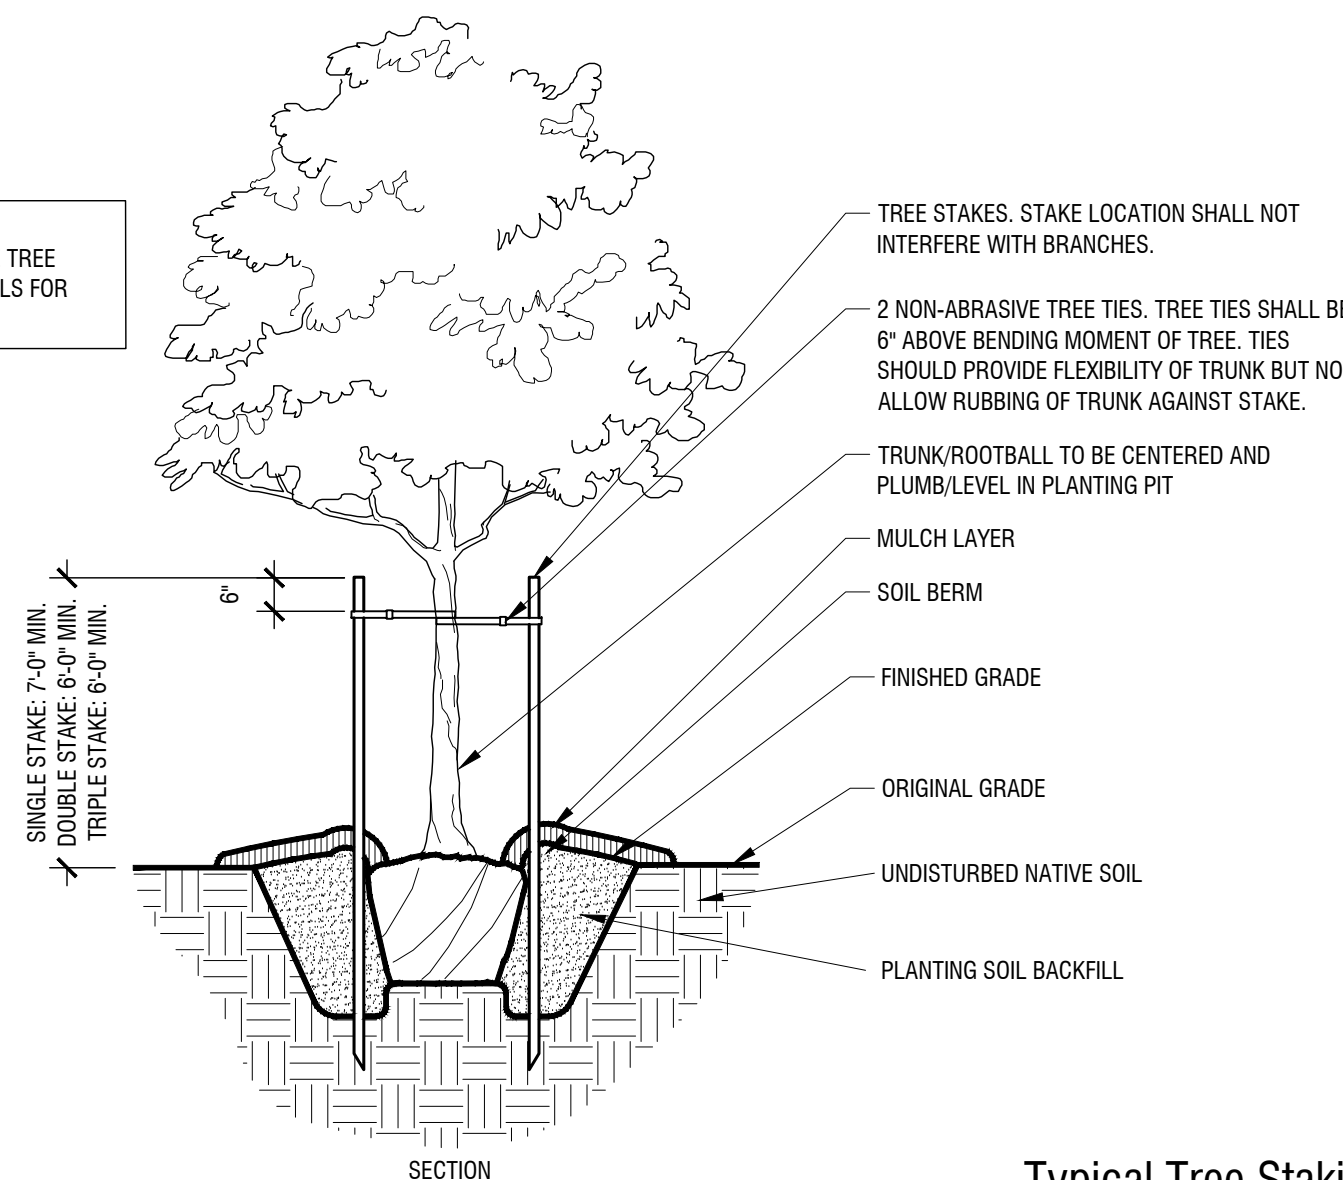 TREE
LS FOR
TREE STAKES. STAKE LOCATION SHALL NOT
INTERFERE WITH BRANCHES.
2 NON-ABRASIVE TREE TIES. TREE TIES SHALL BE
6" ABOVE BENDING MOMENT OF TREE. TIES
SHOULD PROVIDE FLEXIBILITY OF TRUNK BUT NO
ALLOW RUBBING OF TRUNK AGAINST STAKE.
TRUNK/ROOTBALL TO BE CENTERED AND
PLUMB/LEVEL IN PLANTING PIT
MULCH LAYER
SOIL BERM
FINISHED GRADE
ORIGINAL GRADE
UNDISTURBED NATIVE SOIL
PLANTING SOIL BACKFILL
6"
SINGLE STAKE: 7'-0" MIN.
DOUBLE STAKE: 6'-0" MIN.
TRIPLE STAKE: 6'-0" MIN.
SECTION
Typical Tree Staki